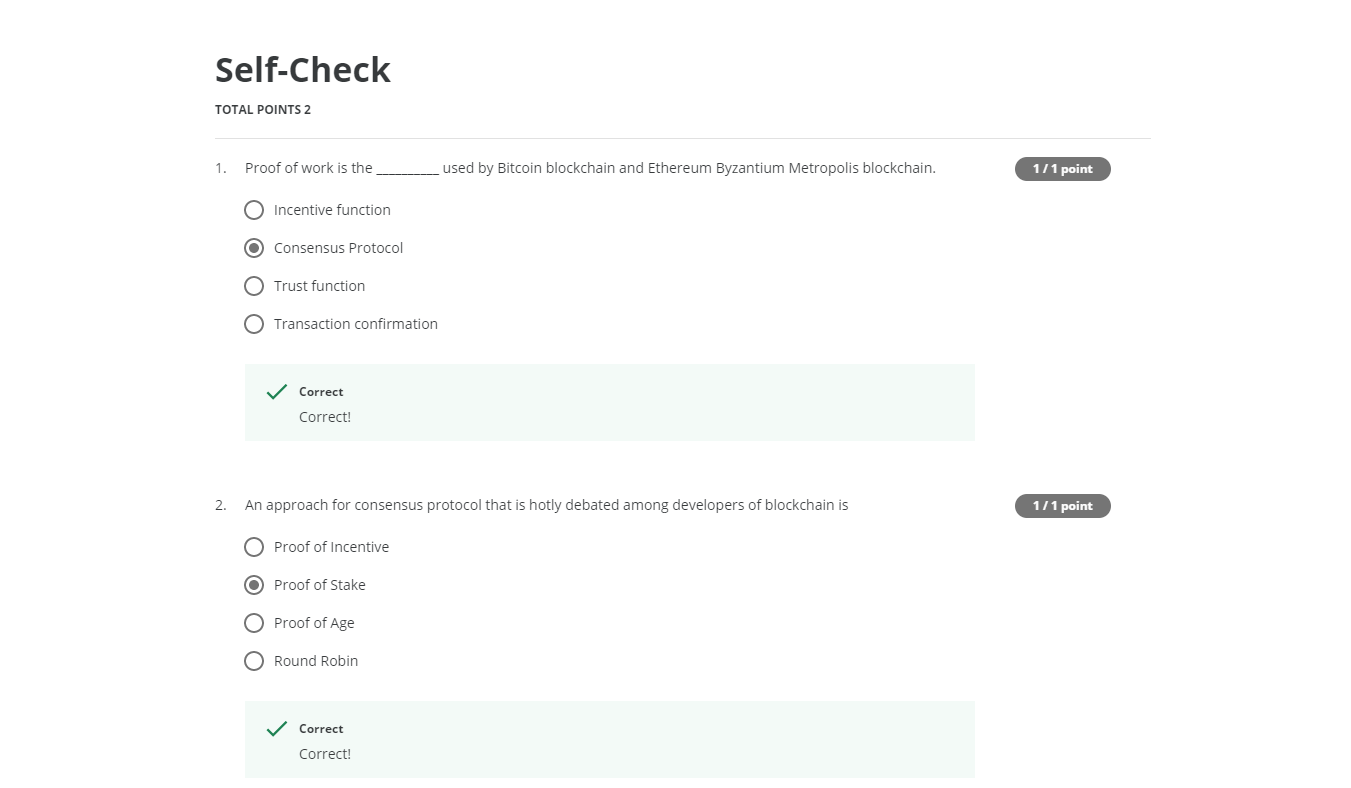 Self-Check
TOTAL POINTS 2
1. Proof of work is the _________ used by Bitcoin blockchain and Ethereum Byzantium Metropolis blockchain. 1 / 1 point
Incentive function
Consensus Protocol
Trust function
Transaction confirmation
Correct
Correct!
2. An approach for consensus protocol that is hotly debated among developers of blockchain is 1 / 1 point
Proof of Incentive
Proof of Stake
Proof of Age
Round Robin
Correct
Correct!